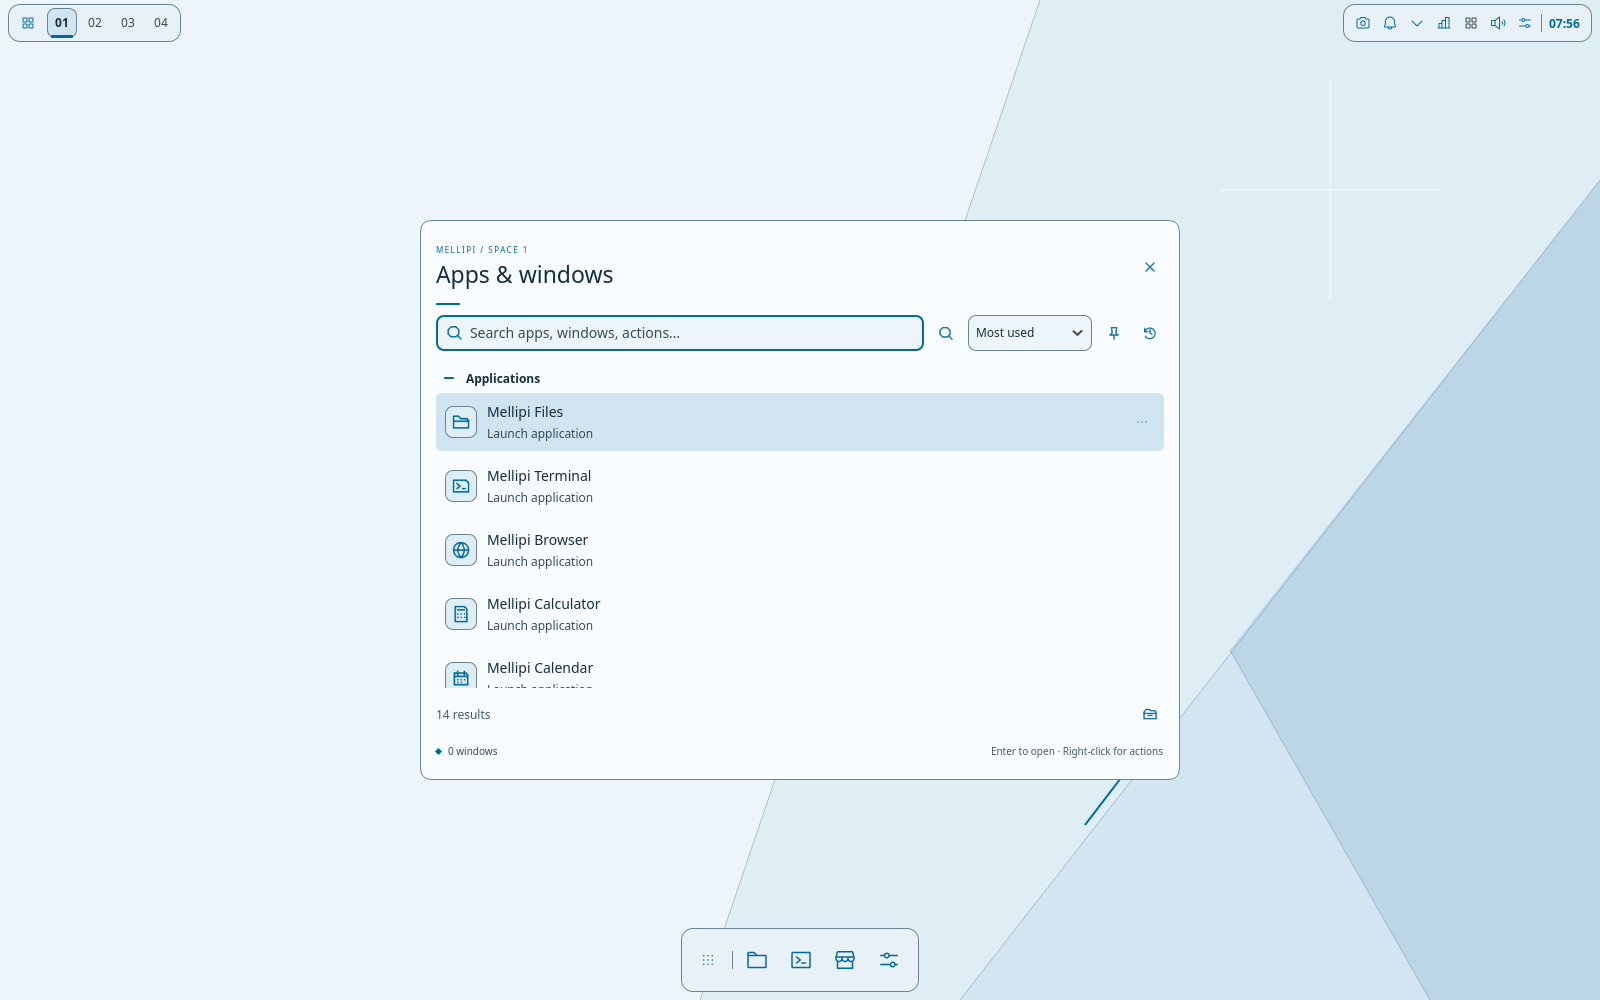 01 02 03 04
07:56
MELLIPI / SPACE 1
Apps & windows
Search apps, windows, actions...
Most used
Applications
Mellipi Files
Launch application
Mellipi Terminal
Launch application
Mellipi Browser
Launch application
Mellipi Calculator
Launch application
Mellipi Calendar
Launch application
14 results
0 windows
Enter to open · Right-click for actions